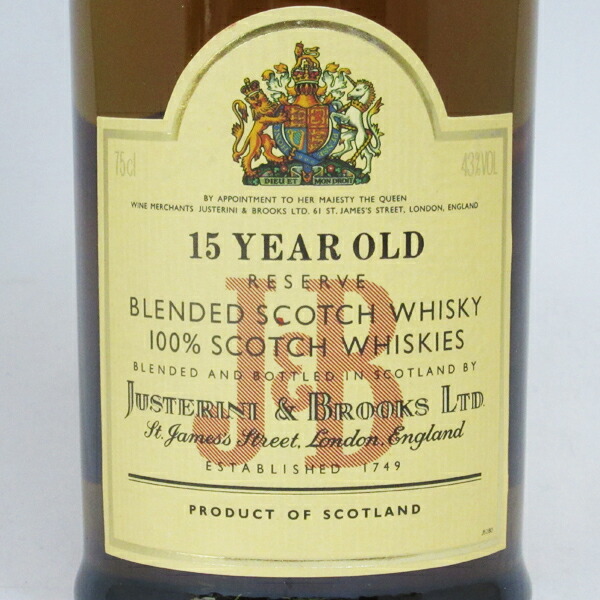 DIEU ET MON DROIT
75cl
43%VOL
BY APPOINTMENT TO HER MAJESTY THE QUEEN
WINE MERCHANTS JUSTERINI & BROOKS LTD. 61 ST. JAMES'S STREET, LONDON, ENGLAND
15 YEAR OLD
RESERVE
J&B
BLENDED SCOTCH WHISKY
100% SCOTCH WHISKIES
BLENDED AND BOTTLED IN SCOTLAND BY
JUSTERINI & BROOKS LTD.
St. James's Street, London, England
ESTABLISHED 1749
PRODUCT OF SCOTLAND